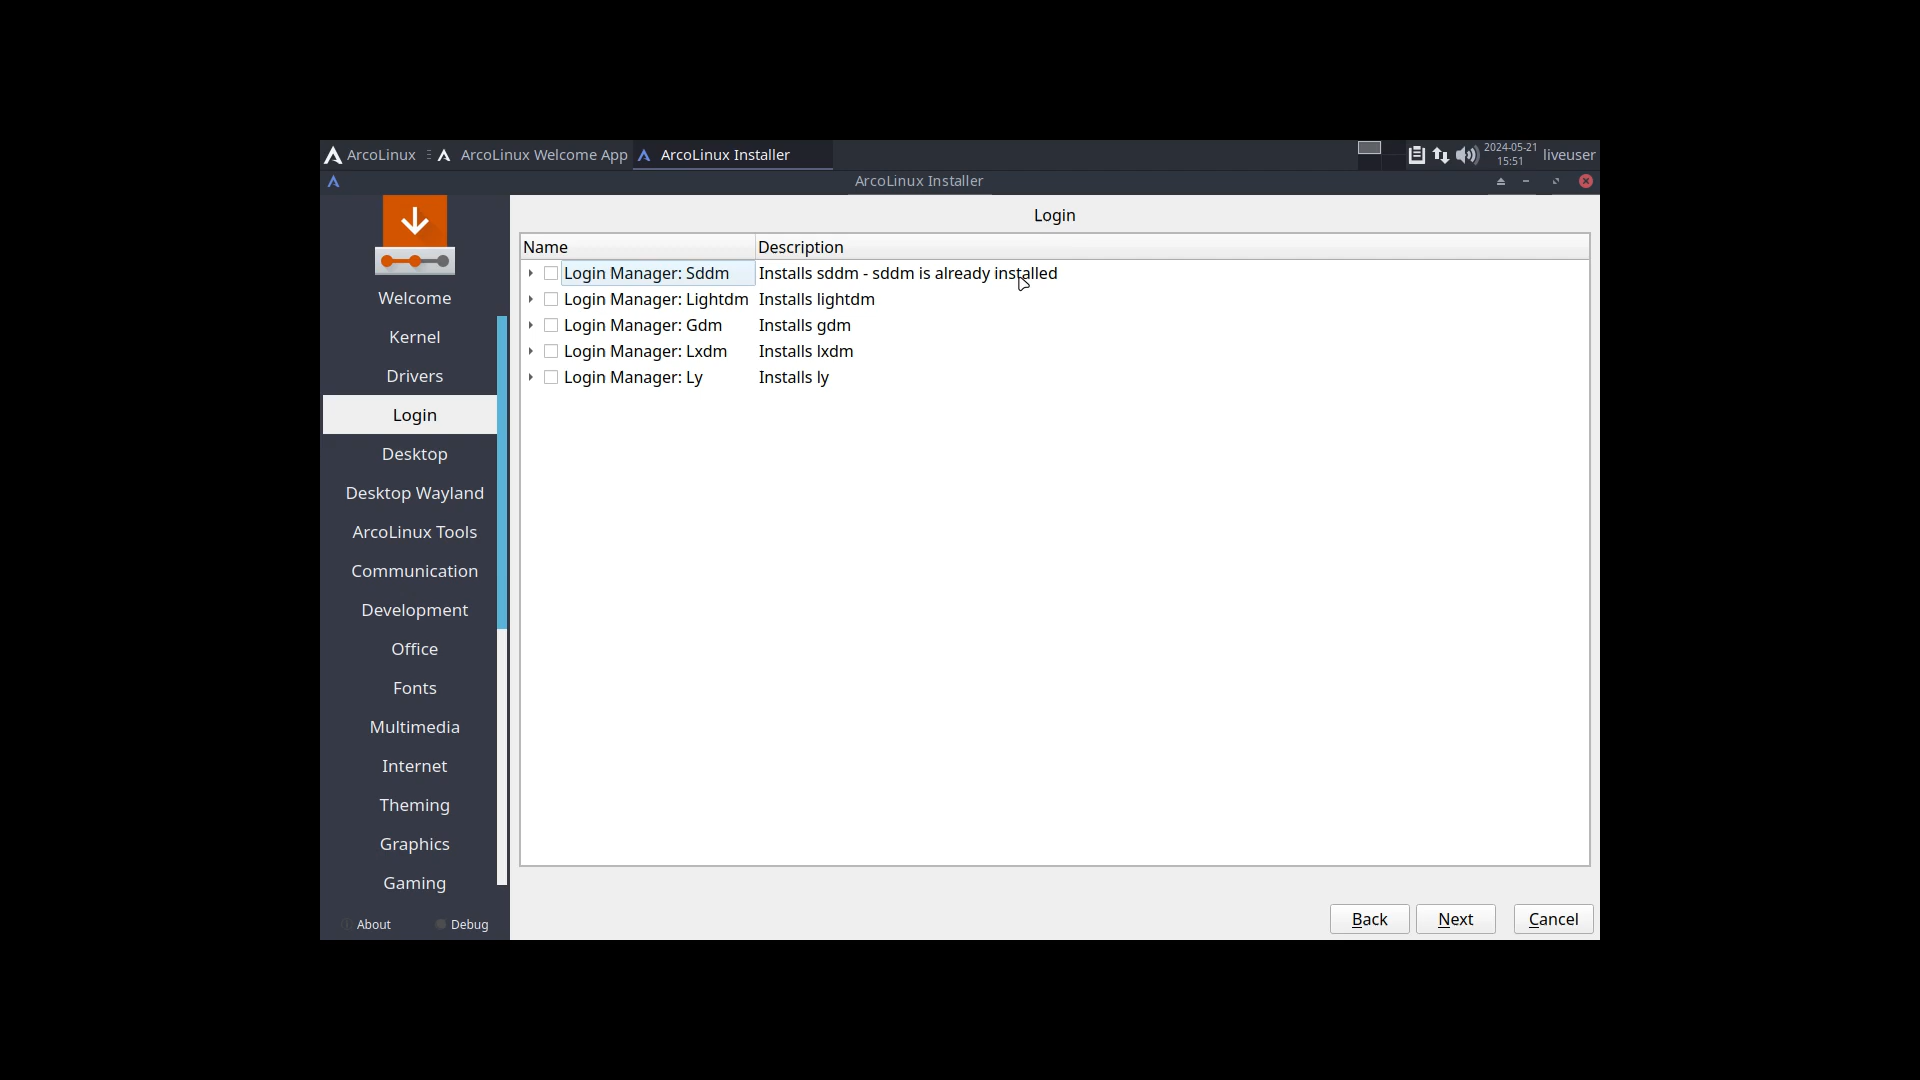 ArcoLinux ArcoLinux Welcome App ArcoLinux Installer 2024-05-21 15:51 liveuser
ArcoLinux Installer
Login
Name Description
Login Manager: Sddm Installs sddm - sddm is already installed
Login Manager: Lightdm Installs lightdm
Login Manager: Gdm Installs gdm
Login Manager: Lxdm Installs lxdm
Login Manager: Ly Installs ly
Welcome
Kernel
Drivers
Login
Desktop
Desktop Wayland
ArcoLinux Tools
Communication
Development
Office
Fonts
Multimedia
Internet
Theming
Graphics
Gaming
About Debug
Back Next Cancel